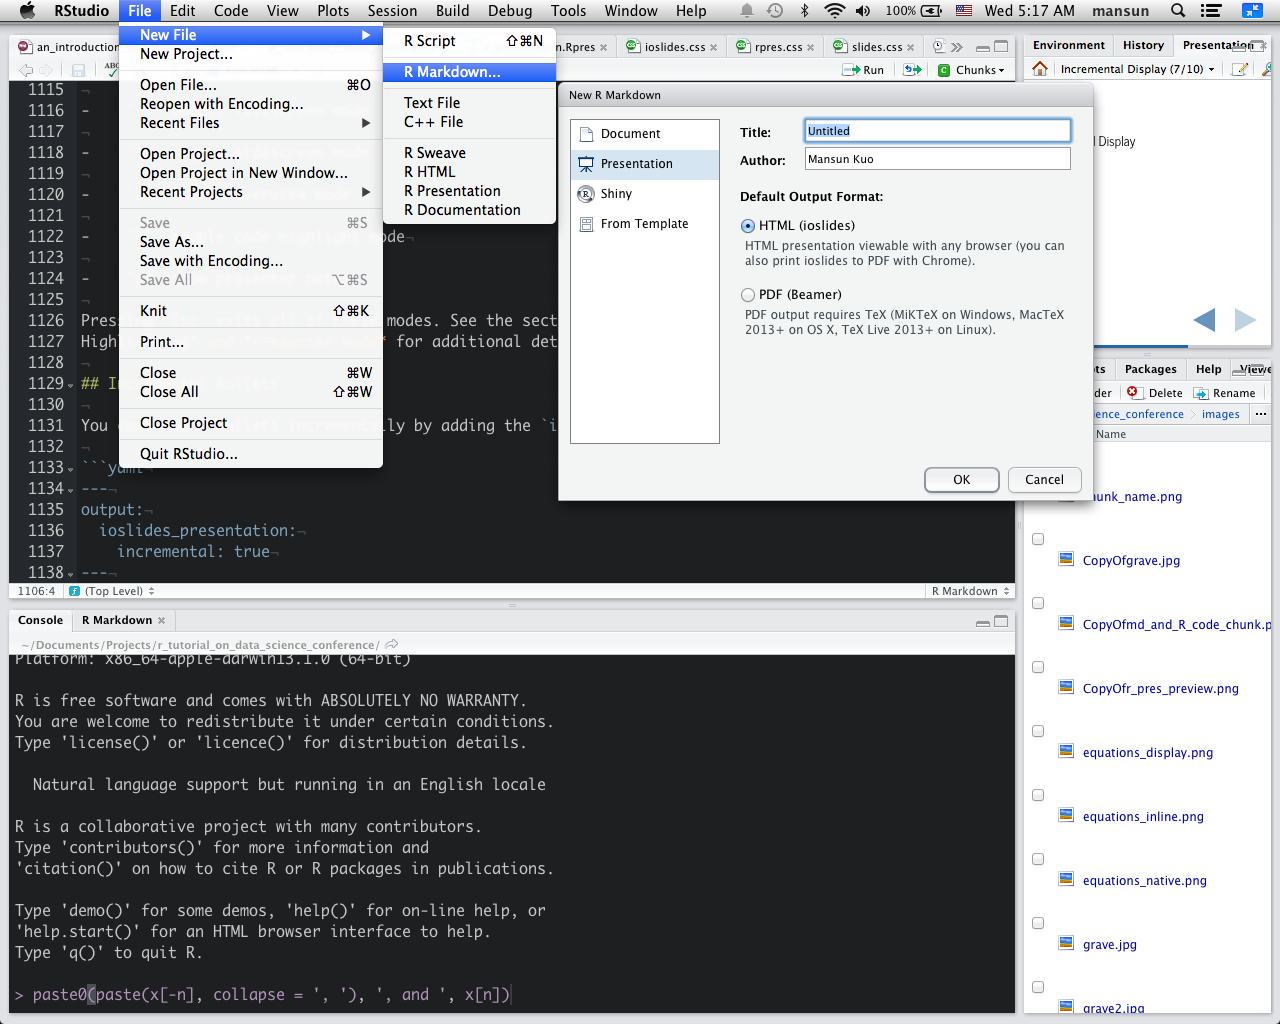 RStudio File Edit Code View Plots Session Build Debug Tools Window Help 100% Wed 5:17 AM mansun
an_introduction
.Rpres
ioslides.css
rpres.css
slides.css
Run
Chunks
New File
New Project...
Open File... ⌘O
Reopen with Encoding...
Recent Files
Open Project...
Open Project in New Window...
Recent Projects
Save ⌘S
Save As...
Save with Encoding...
Save All ⌥⌘S
Knit ⇧⌘K
Print...
Close ⌘W
Close All ⇧⌘W
Close Project
Quit RStudio...
R Script ⇧⌘N
R Markdown...
Text File
C++ File
R Sweave
R HTML
R Presentation
R Documentation
New R Markdown
Document
Presentation
Shiny
From Template
Title: Untitled
Author: Mansun Kuo
Default Output Format:
HTML (ioslides)
HTML presentation viewable with any browser (you can
also print ioslides to PDF with Chrome).
PDF (Beamer)
PDF output requires TeX (MiKTeX on Windows, MacTeX
2013+ on OS X, TeX Live 2013+ on Linux).
OK Cancel
1115 ¬
1116 -
1117 ¬
1118 -
1119 ¬
1120 -
1121 ¬
1122 - code highlight mode¬
1123 ¬
1124 -
1125 ¬
1126 Pres modes. See the sect
1127 High for additional det
1128 ¬
1129 ## I
1130 ¬
1131 You by adding the `i
1132 ¬
1133 ```yaml
1134 ---¬
1135 output:¬
1136 ioslides_presentation:¬
1137 incremental: true¬
1138 ---¬
1106:4 (Top Level) R Markdown
Console R Markdown
~/Documents/Projects/r_tutorial_on_data_science_conference/
Platform: x86_64-apple-darwin13.1.0 (64-bit)
R is free software and comes with ABSOLUTELY NO WARRANTY.
You are welcome to redistribute it under certain conditions.
Type 'license()' or 'licence()' for distribution details.
Natural language support but running in an English locale
R is a collaborative project with many contributors.
Type 'contributors()' for more information and
'citation()' on how to cite R or R packages in publications.
Type 'demo()' for some demos, 'help()' for on-line help, or
'help.start()' for an HTML browser interface to help.
Type 'q()' to quit R.
> paste0(paste(x[-n], collapse = ', '), ', and ', x[n])
Environment History Presentation
Incremental Display (7/10)
Display
ts Packages Help Viewe
der Delete Rename
ience_conference images ...
Name
hunk_name.png
CopyOfgrave.jpg
CopyOfmd_and_R_code_chunk.p
CopyOfr_pres_preview.png
equations_display.png
equations_inline.png
equations_native.png
grave.jpg
grave2.jpg